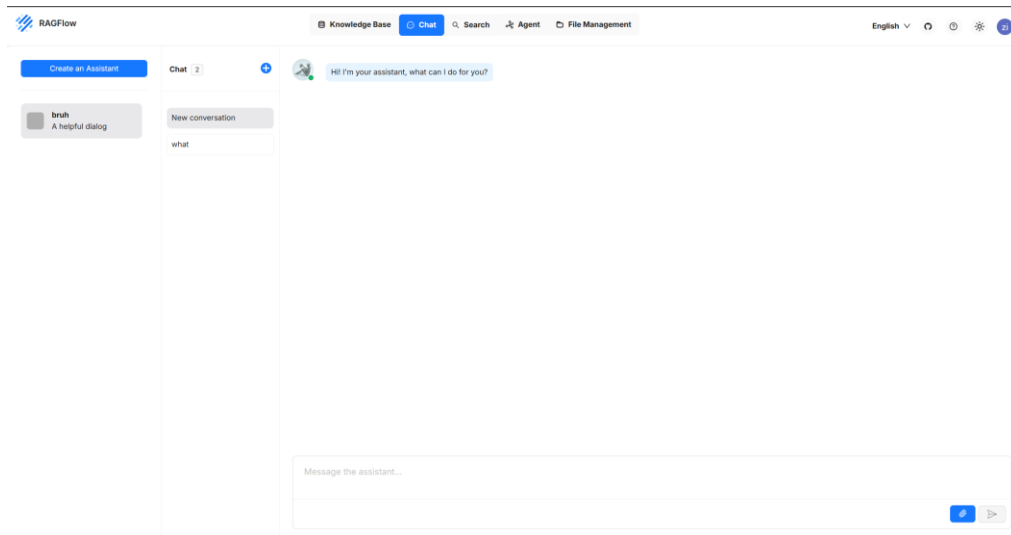 RAGFlow
Knowledge Base
Chat
Search
Agent
File Management
English
zi
Create an Assistant
bruh
A helpful dialog
Chat 2
New conversation
what
Hi! I'm your assistant, what can I do for you?
Message the assistant...